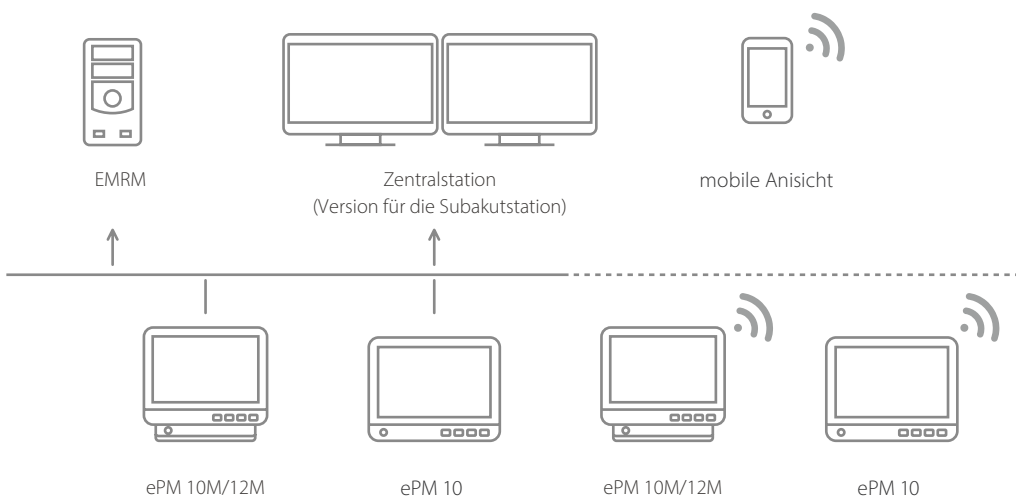 EMRM
Zentralstation
(Version für die Subakutstation)
mobile Anisicht
ePM 10M/12M
ePM 10
ePM 10M/12M
ePM 10